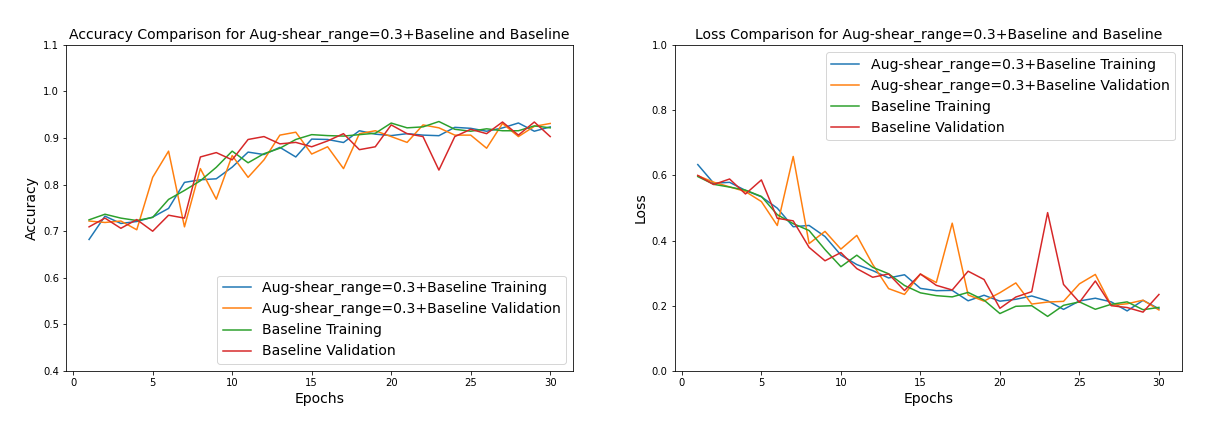 Accuracy Comparison for Aug-shear_range=0.3+Baseline and Baseline
1.1
1.0
0.9
0.8
0.7
0.6
0.5
0.4
Accuracy
Aug-shear_range=0.3+Baseline Training
Aug-shear_range=0.3+Baseline Validation
Baseline Training
Baseline Validation
0 5 10 15 20 25 30
Epochs
Loss Comparison for Aug-shear_range=0.3+Baseline and Baseline
1.0
0.8
0.6
0.4
0.2
0.0
Loss
Aug-shear_range=0.3+Baseline Training
Aug-shear_range=0.3+Baseline Validation
Baseline Training
Baseline Validation
0 5 10 15 20 25 30
Epochs